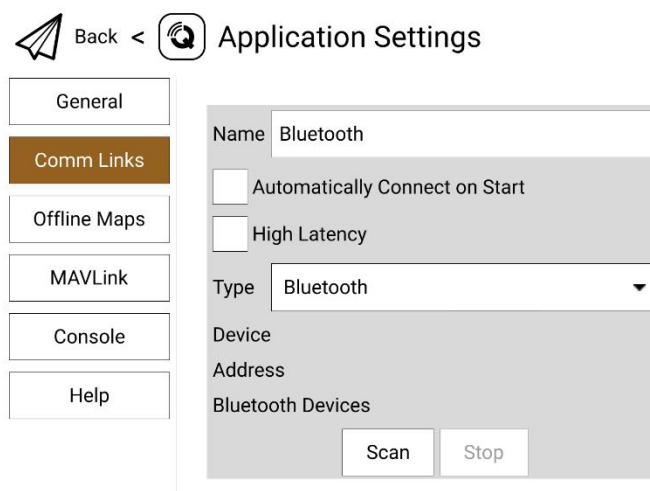 Back < Application Settings
General
Comm Links
Offline Maps
MAVLink
Console
Help
Name Bluetooth
Automatically Connect on Start
High Latency
Type Bluetooth
Device
Address
Bluetooth Devices
Scan Stop